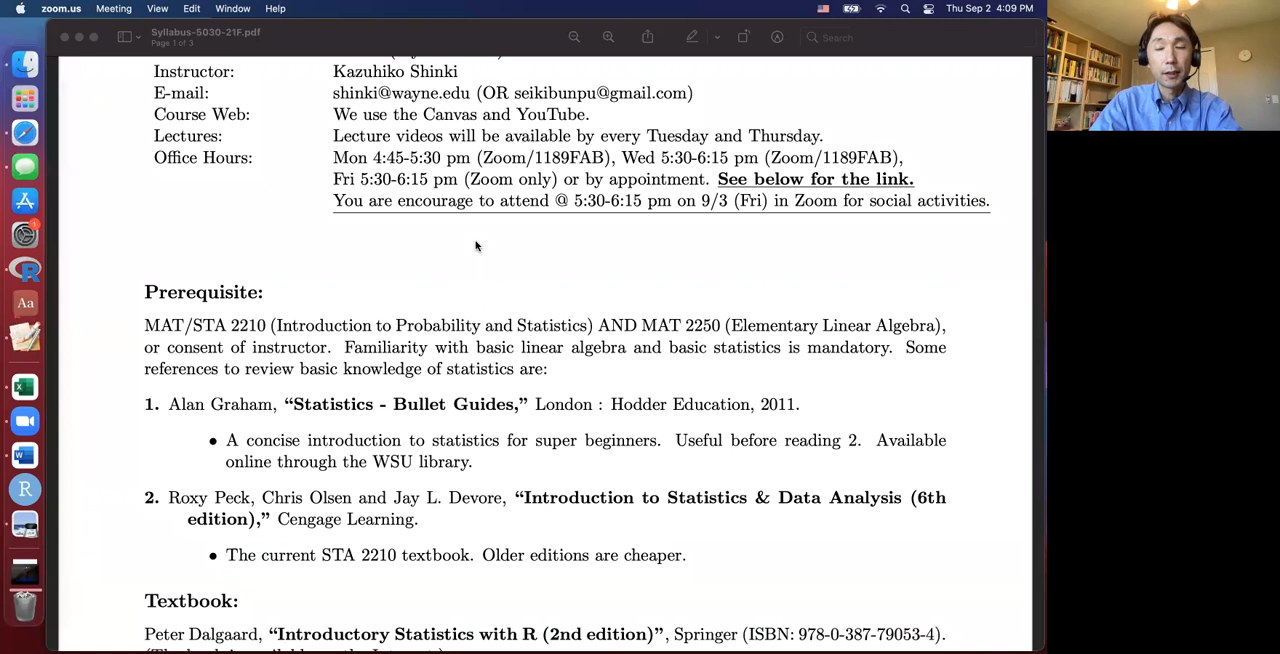 zoom.us Meeting View Edit Window Help Thu Sep 2 4:09 PM
Syllabus-5030-21F.pdf
Page 1 of 3
Search
Instructor: Kazuhiko Shinki
E-mail: shinki@wayne.edu (OR seikibunpu@gmail.com)
Course Web: We use the Canvas and YouTube.
Lectures: Lecture videos will be available by every Tuesday and Thursday.
Office Hours: Mon 4:45-5:30 pm (Zoom/1189FAB), Wed 5:30-6:15 pm (Zoom/1189FAB),
Fri 5:30-6:15 pm (Zoom only) or by appointment. See below for the link.
You are encourage to attend @ 5:30-6:15 pm on 9/3 (Fri) in Zoom for social activities.
Prerequisite:
MAT/STA 2210 (Introduction to Probability and Statistics) AND MAT 2250 (Elementary Linear Algebra),
or consent of instructor. Familiarity with basic linear algebra and basic statistics is mandatory. Some
references to review basic knowledge of statistics are:
1. Alan Graham, “Statistics - Bullet Guides,” London : Hodder Education, 2011.
• A concise introduction to statistics for super beginners. Useful before reading 2. Available
online through the WSU library.
2. Roxy Peck, Chris Olsen and Jay L. Devore, “Introduction to Statistics & Data Analysis (6th
edition),” Cengage Learning.
• The current STA 2210 textbook. Older editions are cheaper.
Textbook:
Peter Dalgaard, “Introductory Statistics with R (2nd edition)”, Springer (ISBN: 978-0-387-79053-4).